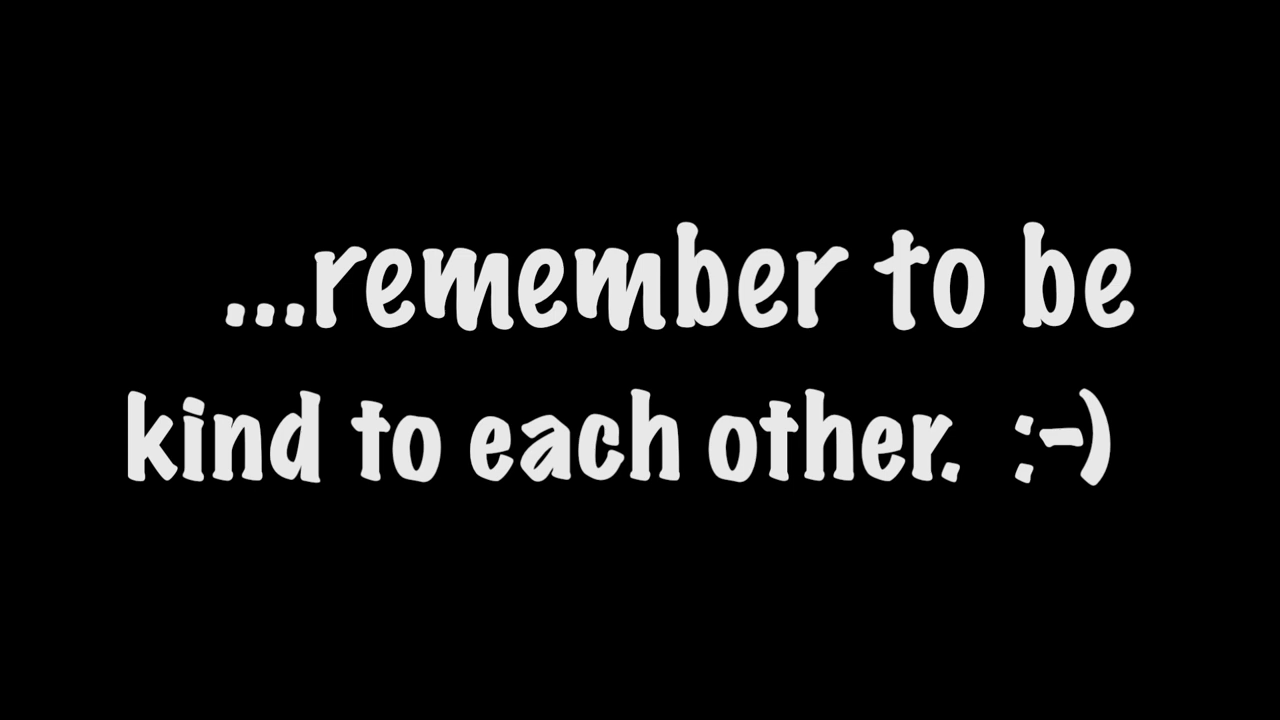 ...remember to be
kind to each other.  :-)